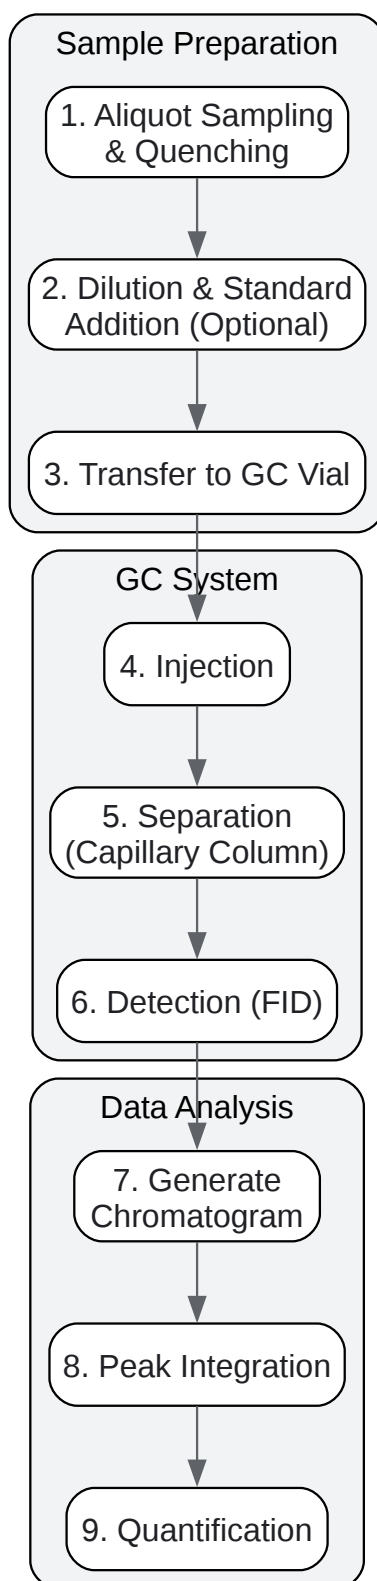 Sample Preparation
1. Aliquot Sampling
& Quenching
2. Dilution & Standard
Addition (Optional)
3. Transfer to GC Vial
GC System
4. Injection
5. Separation
(Capillary Column)
6. Detection (FID)
Data Analysis
7. Generate
Chromatogram
8. Peak Integration
9. Quantification